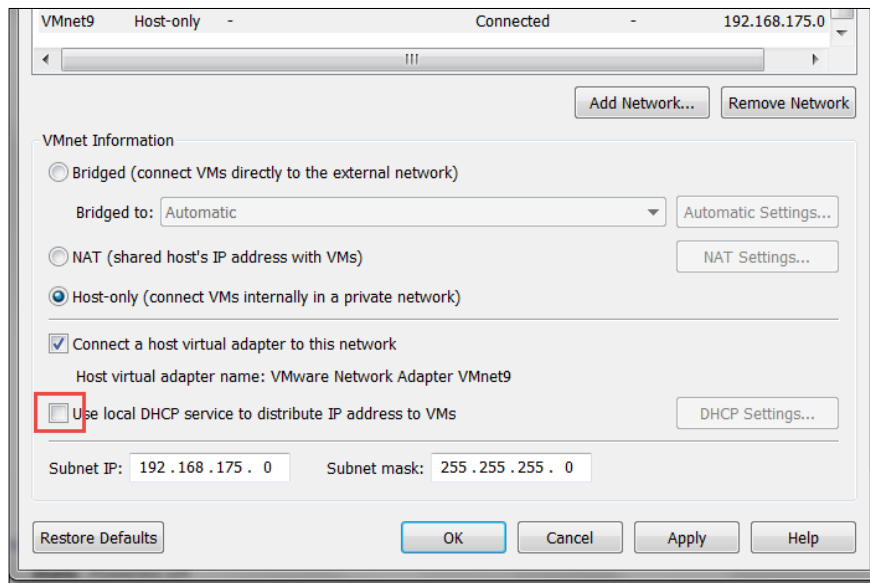 VMnet9 Host-only - Connected - 192.168.175.0
Add Network... Remove Network
VMnet Information
Bridged (connect VMs directly to the external network)
Bridged to: Automatic Automatic Settings...
NAT (shared host's IP address with VMs) NAT Settings...
Host-only (connect VMs internally in a private network)
Connect a host virtual adapter to this network
Host virtual adapter name: VMware Network Adapter VMnet9
Use local DHCP service to distribute IP address to VMs DHCP Settings...
Subnet IP: 192.168.175. 0 Subnet mask: 255.255.255. 0
Restore Defaults OK Cancel Apply Help